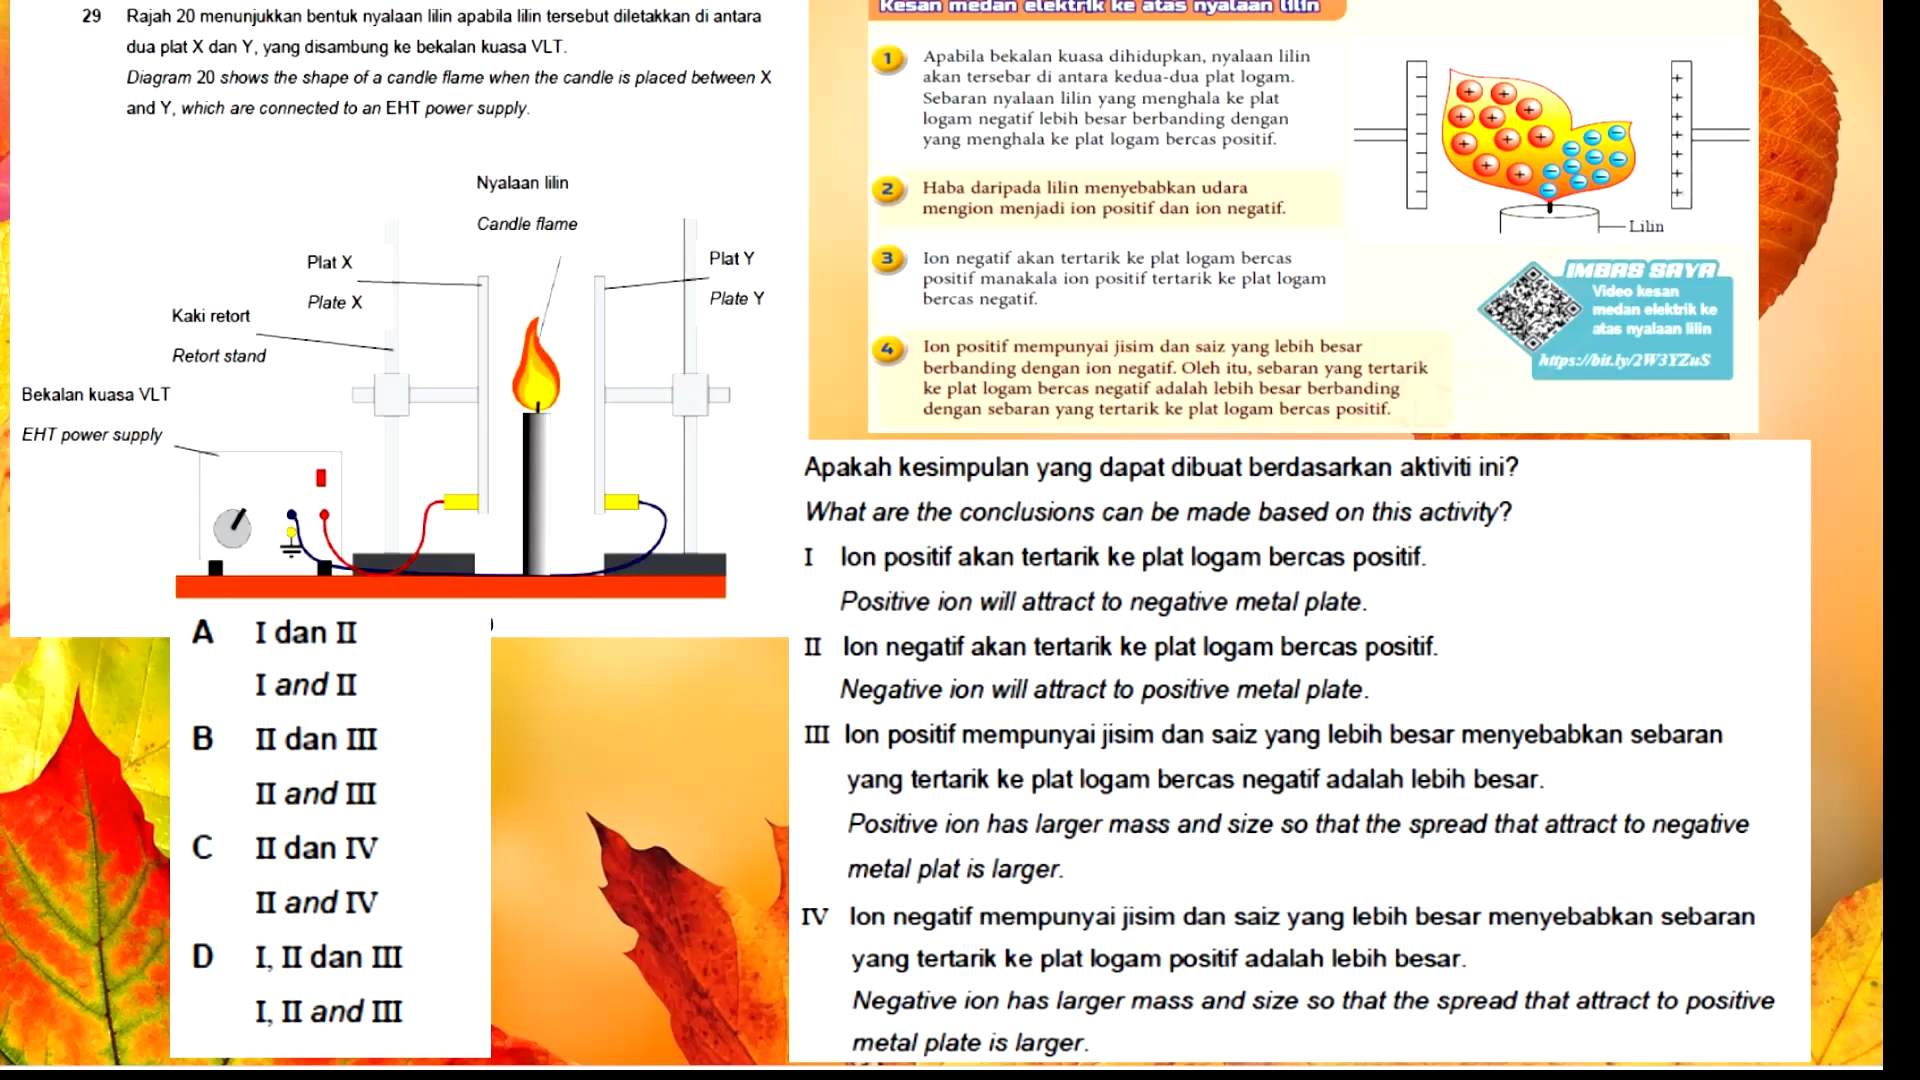 29 Rajah 20 menunjukkan bentuk nyalaan lilin apabila lilin tersebut diletakkan di antara
dua plat X dan Y, yang disambung ke bekalan kuasa VLT.
Diagram 20 shows the shape of a candle flame when the candle is placed between X
and Y, which are connected to an EHT power supply.
Nyalaan lilin
Candle flame
Plat X
Plate X
Plat Y
Plate Y
Kaki retort
Retort stand
Bekalan kuasa VLT
EHT power supply
A I dan II
I and II
B II dan III
II and III
C II dan IV
II and IV
D I, II dan III
I, II and III
Kesan medan elektrik ke atas nyalaan lilin
1 Apabila bekalan kuasa dihidupkan, nyalaan lilin
akan tersebar di antara kedua-dua plat logam.
Sebaran nyalaan lilin yang menghala ke plat
logam negatif lebih besar berbanding dengan
yang menghala ke plat logam bercas positif.
2 Haba daripada lilin menyebabkan udara
mengion menjadi ion positif dan ion negatif.
3 Ion negatif akan tertarik ke plat logam bercas
positif manakala ion positif tertarik ke plat logam
bercas negatif.
4 Ion positif mempunyai jisim dan saiz yang lebih besar
berbanding dengan ion negatif. Oleh itu, sebaran yang tertarik
ke plat logam bercas negatif adalah lebih besar berbanding
dengan sebaran yang tertarik ke plat logam bercas positif.
Lilin
IMBAS SAYA
Video kesan
medan elektrik ke
atas nyalaan lilin
https://bit.ly/2W3YZuS
Apakah kesimpulan yang dapat dibuat berdasarkan aktiviti ini?
What are the conclusions can be made based on this activity?
I Ion positif akan tertarik ke plat logam bercas positif.
Positive ion will attract to negative metal plate.
II Ion negatif akan tertarik ke plat logam bercas positif.
Negative ion will attract to positive metal plate.
III Ion positif mempunyai jisim dan saiz yang lebih besar menyebabkan sebaran
yang tertarik ke plat logam bercas negatif adalah lebih besar.
Positive ion has larger mass and size so that the spread that attract to negative
metal plat is larger.
IV Ion negatif mempunyai jisim dan saiz yang lebih besar menyebabkan sebaran
yang tertarik ke plat logam positif adalah lebih besar.
Negative ion has larger mass and size so that the spread that attract to positive
metal plate is larger.